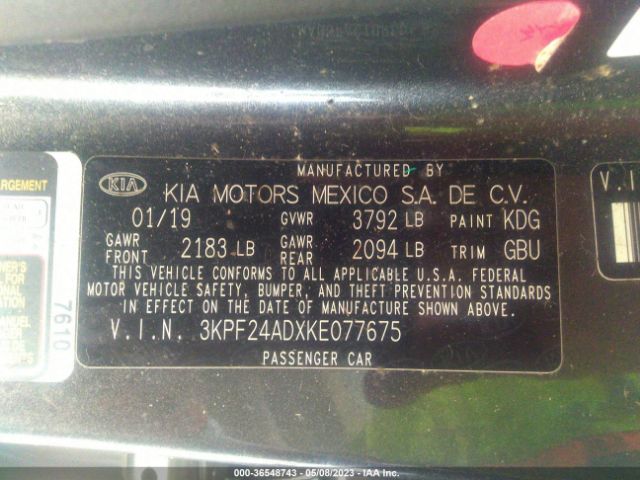 MANUFACTURED BY
KIA KIA MOTORS MEXICO S.A. DE C.V.
01/19 GVWR 3792 LB PAINT KDG
GAWR FRONT 2183 LB GAWR REAR 2094 LB TRIM GBU
THIS VEHICLE CONFORMS TO ALL APPLICABLE U.S.A. FEDERAL
MOTOR VEHICLE SAFETY, BUMPER, AND THEFT PREVENTION STANDARDS
IN EFFECT ON THE DATE OF MANUFACTURE SHOWN ABOVE.
V.I.N. 3KPF24ADXKE077675
PASSENGER CAR
7610
V.I
000-36548743 - 05/08/2023 - IAA Inc.